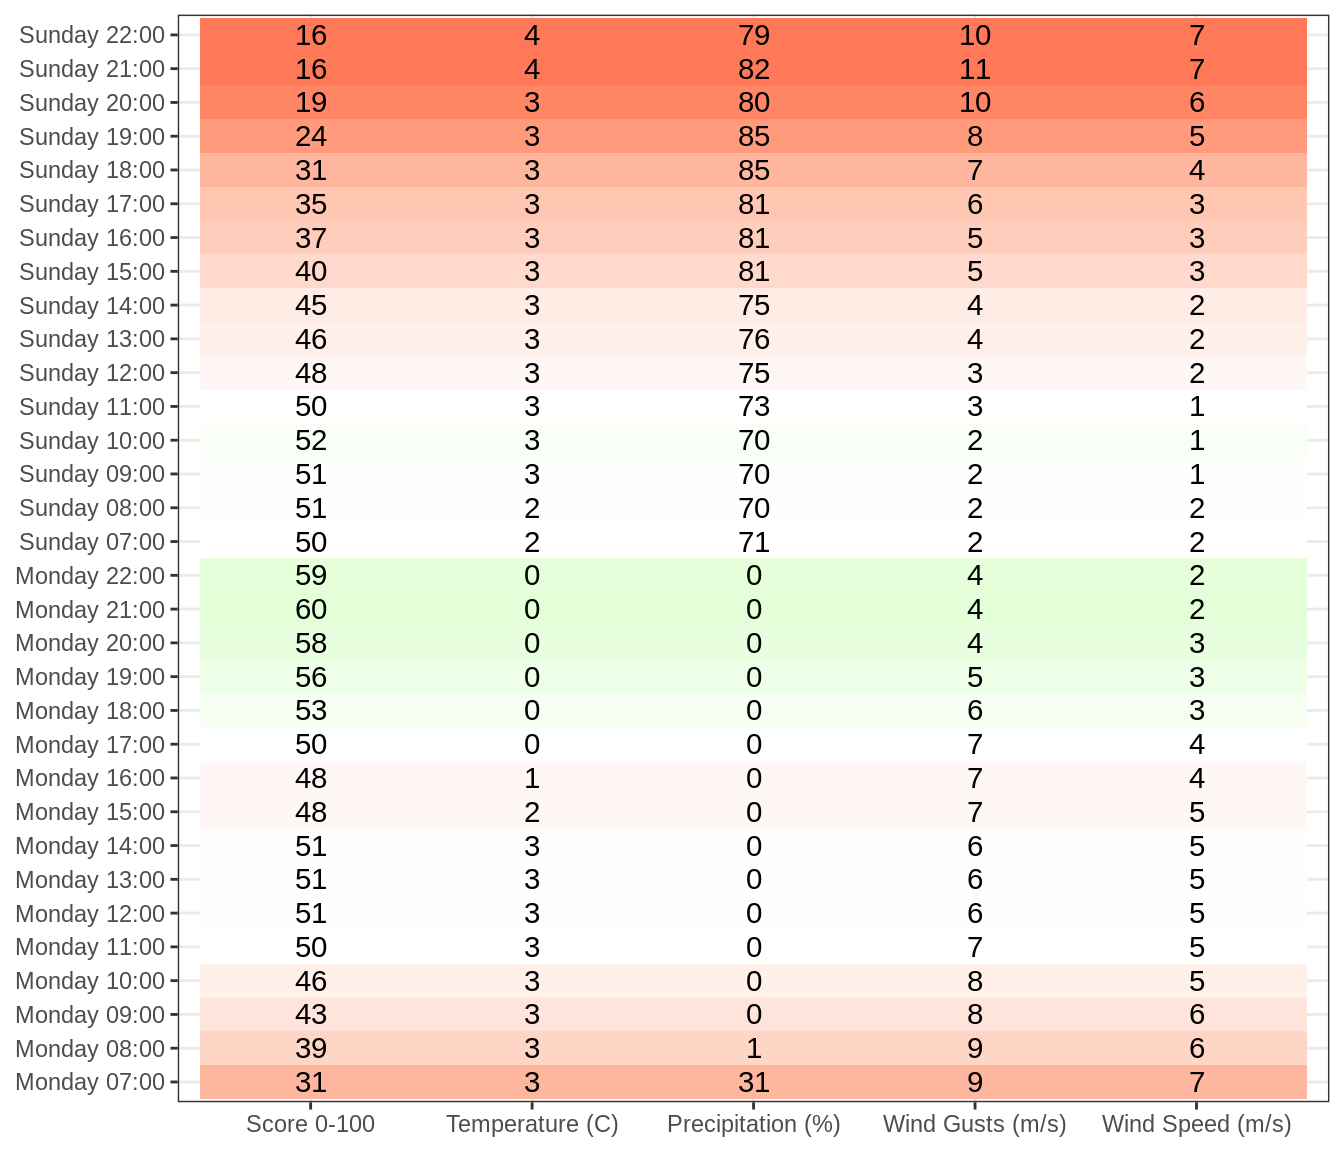 Sunday 22:00 16 4 79 10 7
Sunday 21:00 16 4 82 11 7
Sunday 20:00 19 3 80 10 6
Sunday 19:00 24 3 85 8 5
Sunday 18:00 31 3 85 7 4
Sunday 17:00 35 3 81 6 3
Sunday 16:00 37 3 81 5 3
Sunday 15:00 40 3 81 5 3
Sunday 14:00 45 3 75 4 2
Sunday 13:00 46 3 76 4 2
Sunday 12:00 48 3 75 3 2
Sunday 11:00 50 3 73 3 1
Sunday 10:00 52 3 70 2 1
Sunday 09:00 51 3 70 2 1
Sunday 08:00 51 2 70 2 2
Sunday 07:00 50 2 71 2 2
Monday 22:00 59 0 0 4 2
Monday 21:00 60 0 0 4 2
Monday 20:00 58 0 0 4 3
Monday 19:00 56 0 0 5 3
Monday 18:00 53 0 0 6 3
Monday 17:00 50 0 0 7 4
Monday 16:00 48 1 0 7 4
Monday 15:00 48 2 0 7 5
Monday 14:00 51 3 0 6 5
Monday 13:00 51 3 0 6 5
Monday 12:00 51 3 0 6 5
Monday 11:00 50 3 0 7 5
Monday 10:00 46 3 0 8 5
Monday 09:00 43 3 0 8 6
Monday 08:00 39 3 1 9 6
Monday 07:00 31 3 31 9 7
Score 0-100 Temperature (C) Precipitation (%) Wind Gusts (m/s) Wind Speed (m/s)